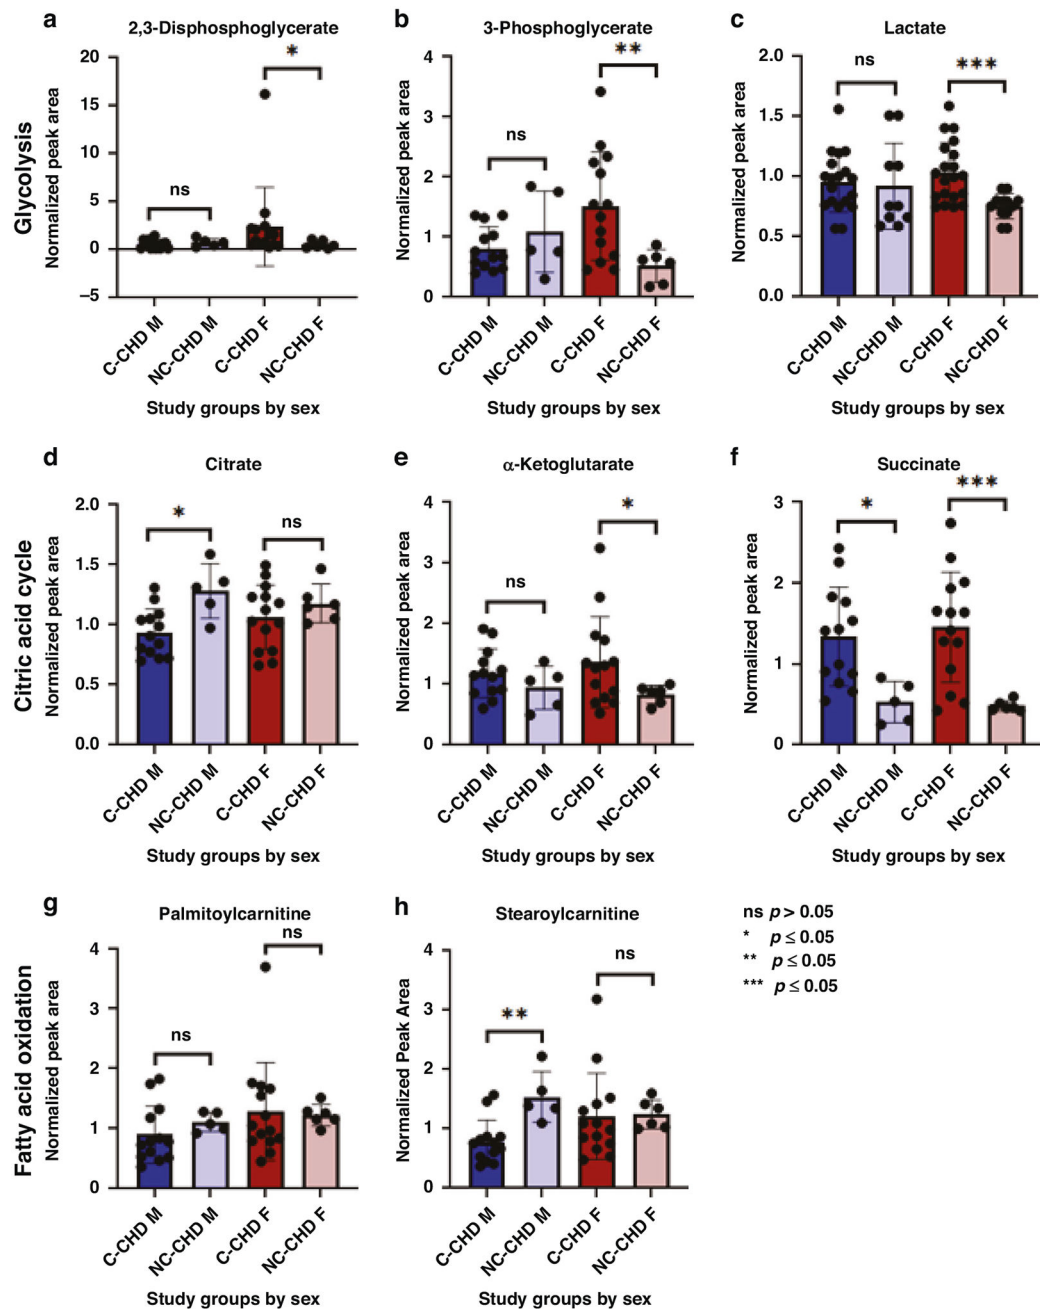 a
2,3-Disphosphoglycerate
Glycolysis
Normalized peak area
20
15
10
5
0
–5
ns
*
C-CHD M
NC-CHD M
C-CHD F
NC-CHD F
Study groups by sex
b
3-Phosphoglycerate
Normalized peak area
4
3
2
1
0
ns
**
C-CHD M
NC-CHD M
C-CHD F
NC-CHD F
Study groups by sex
c
Lactate
Normalized peak area
2.0
1.5
1.0
0.5
0.0
ns
***
C-CHD M
NC-CHD M
C-CHD F
NC-CHD F
Study groups by sex
d
Citrate
Citric acid cycle
Normalized peak area
2.0
1.5
1.0
0.5
0.0
*
ns
C-CHD M
NC-CHD M
C-CHD F
NC-CHD F
Study groups by sex
e
α-Ketoglutarate
Normalized peak area
4
3
2
1
0
ns
*
C-CHD M
NC-CHD M
C-CHD F
NC-CHD F
Study groups by sex
f
Succinate
Normalized peak area
3
2
1
0
*
***
C-CHD M
NC-CHD M
C-CHD F
NC-CHD F
Study groups by sex
g
Palmitoylcarnitine
Fatty acid oxidation
Normalized peak area
4
3
2
1
0
ns
ns
C-CHD M
NC-CHD M
C-CHD F
NC-CHD F
Study groups by sex
h
Stearoylcarnitine
Normalized Peak Area
4
3
2
1
0
**
ns
C-CHD M
NC-CHD M
C-CHD F
NC-CHD F
Study groups by sex
ns p > 0.05
* p ≤ 0.05
** p ≤ 0.05
*** p ≤ 0.05